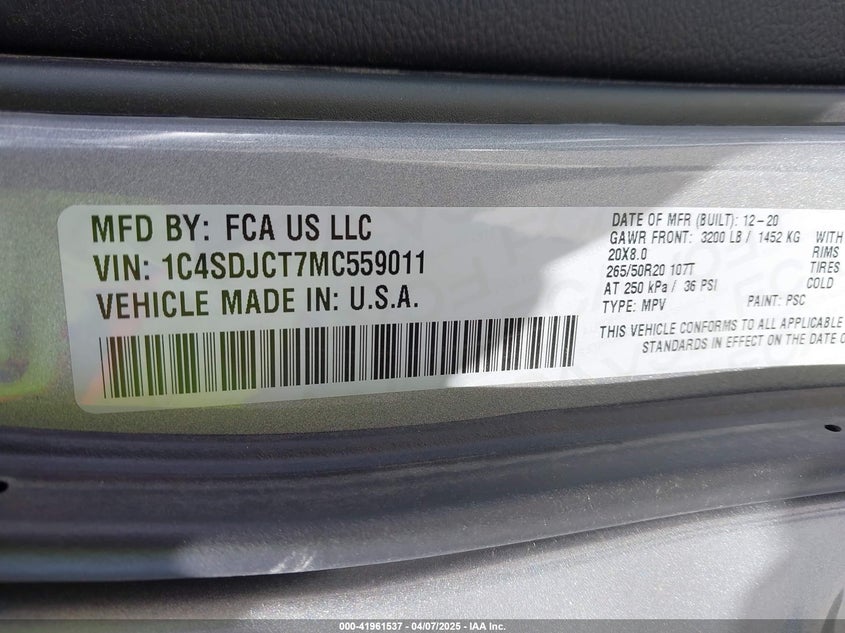 MFD BY: FCA US LLC
VIN: 1C4SDJCT7MC559011
VEHICLE MADE IN: U.S.A.
DATE OF MFR (BUILT): 12-20
GAWR FRONT: 3200 LB / 1452 KG WITH
20X8.0 RIMS
265/50R20 107T TIRES
AT 250 kPa / 36 PSI COLD
TYPE: MPV PAINT: PSC
THIS VEHICLE CONFORMS TO ALL APPLICABLE
STANDARDS IN EFFECT ON THE DATE O
000-41961537 04/07/2025 - IAA Inc.